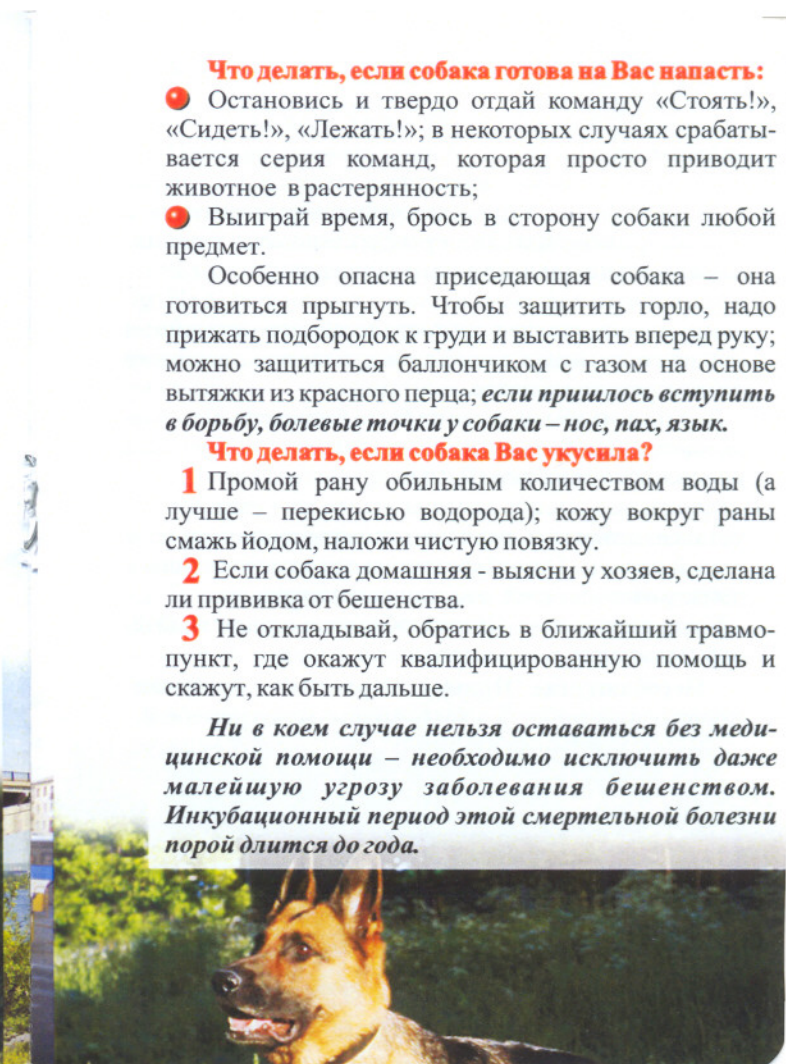 Что делать, если собака готова на Вас напасть:
Остановись и твердо отдай команду «Стоять!»,
«Сидеть!», «Лежать!»; в некоторых случаях срабаты-
вается серия команд, которая просто приводит
животное в растерянность;
Выиграй время, брось в сторону собаки любой
предмет.
Особенно опасна приседающая собака – она
готовиться прыгнуть. Чтобы защитить горло, надо
прижать подбородок к груди и выставить вперед руку;
можно защититься баллончиком с газом на основе
вытяжки из красного перца; если пришлось вступить
в борьбу, болевые точки у собаки – нос, пах, язык.
Что делать, если собака Вас укусила?
1 Промой рану обильным количеством воды (а
лучше – перекисью водорода); кожу вокруг раны
смажь йодом, наложи чистую повязку.
2 Если собака домашняя - выясни у хозяев, сделана
ли прививка от бешенства.
3 Не откладывай, обратись в ближайший травмо-
пункт, где окажут квалифицированную помощь и
скажут, как быть дальше.
Ни в коем случае нельзя оставаться без меди-
цинской помощи – необходимо исключить даже
малейшую угрозу заболевания бешенством.
Инкубационный период этой смертельной болезни
порой длится до года.